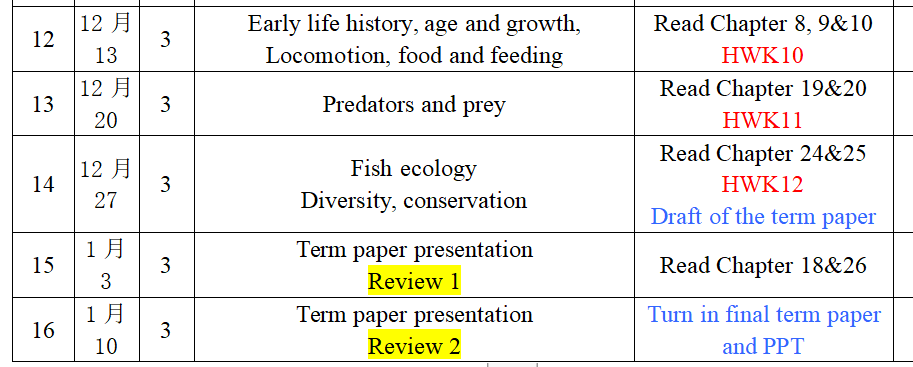 12
12 月
13
3
Early life history, age and growth,
Locomotion, food and feeding
Read Chapter 8, 9&10
HWK10
13
12 月
20
3
Predators and prey
Read Chapter 19&20
HWK11
14
12 月
27
3
Fish ecology
Diversity, conservation
Read Chapter 24&25
HWK12
Draft of the term paper
15
1 月
3
3
Term paper presentation
Review 1
Read Chapter 18&26
16
1 月
10
3
Term paper presentation
Review 2
Turn in final term paper
and PPT